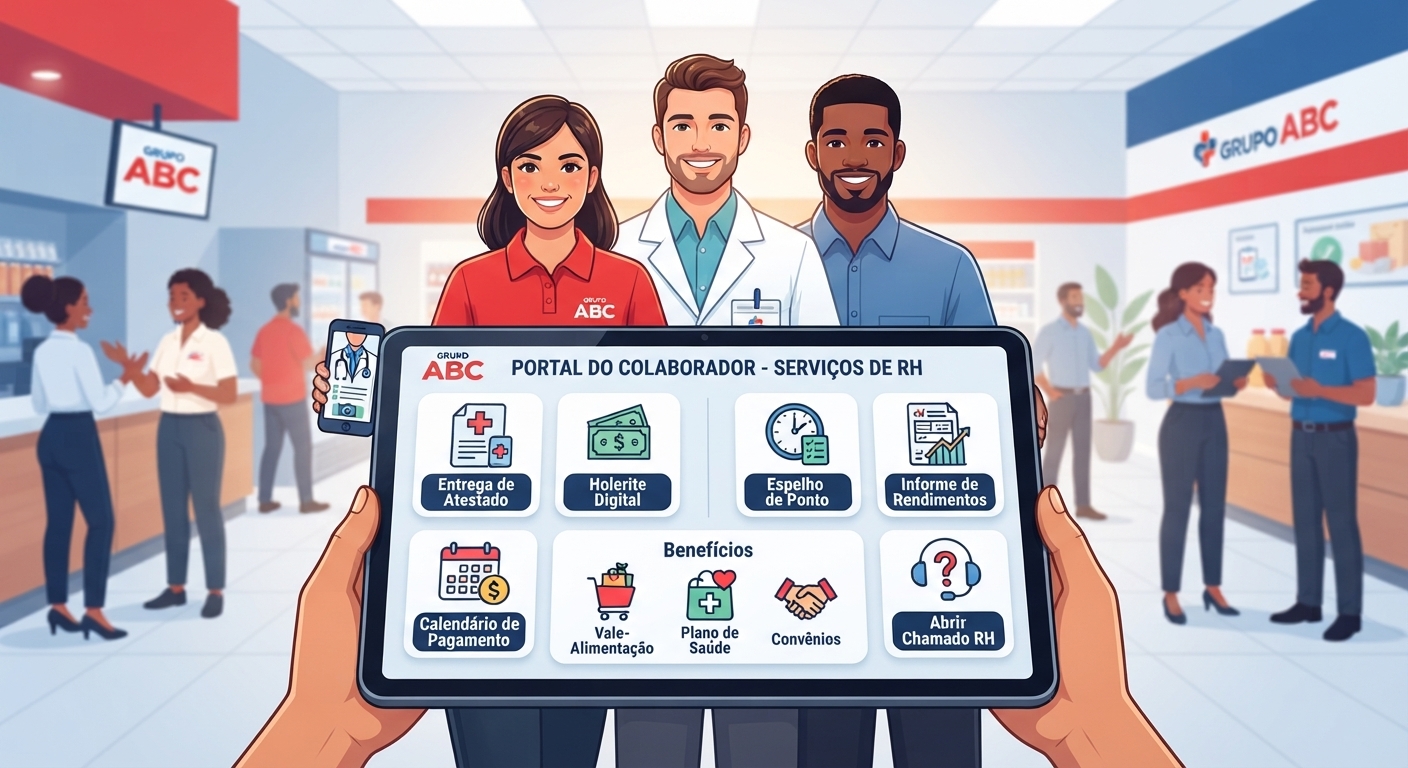 GRUPO
ABC
GRUPO ABC
GRUPO
ABC
GRUND
ABC
PORTAL DO COLABORADOR - SERVIÇOS DE RH
Entrega de
Atestado
Holerite
Digital
Espelho
de Ponto
Informe de
Rendimentos
Calendário de
Pagamento
Benefícios
Vale-
Alimentação
Plano de
Saúde
Convênios
Abrir
Chamado RH